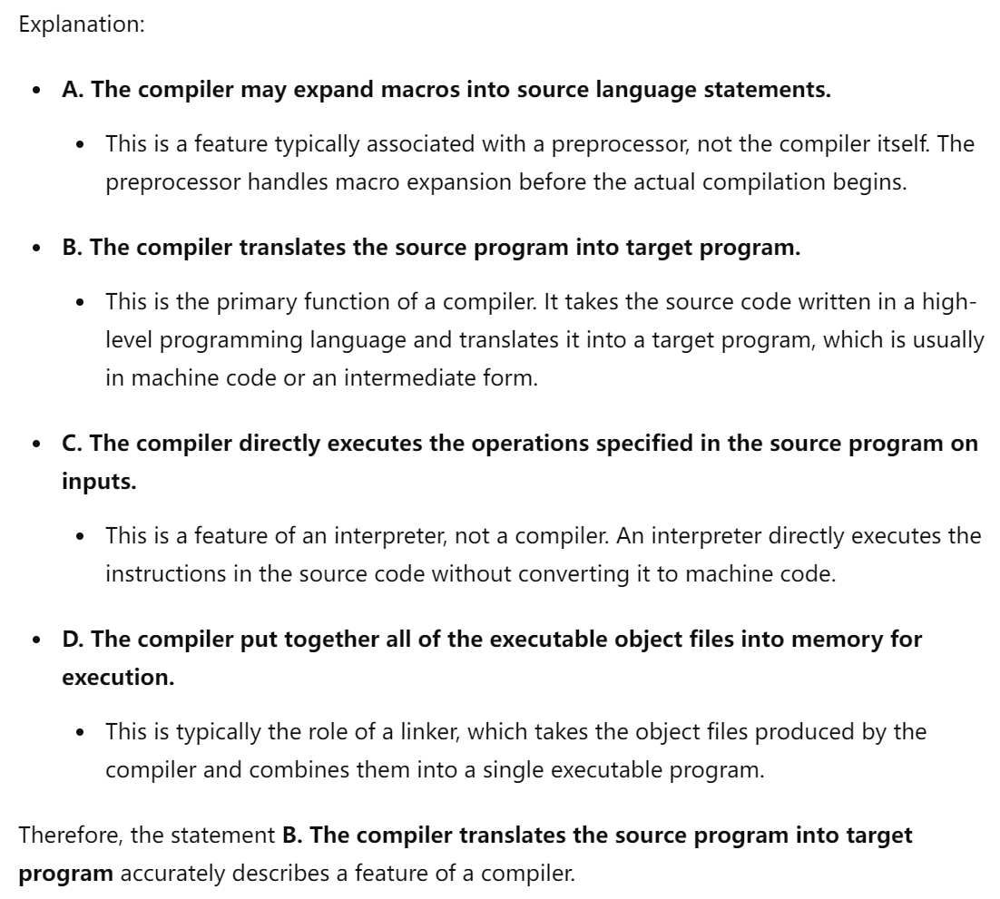 Explanation:
A. The compiler may expand macros into source language statements.
This is a feature typically associated with a preprocessor, not the compiler itself. The
preprocessor handles macro expansion before the actual compilation begins.
B. The compiler translates the source program into target program.
This is the primary function of a compiler. It takes the source code written in a high-
level programming language and translates it into a target program, which is usually
in machine code or an intermediate form.
C. The compiler directly executes the operations specified in the source program on
inputs.
This is a feature of an interpreter, not a compiler. An interpreter directly executes the
instructions in the source code without converting it to machine code.
D. The compiler put together all of the executable object files into memory for
execution.
This is typically the role of a linker, which takes the object files produced by the
compiler and combines them into a single executable program.
Therefore, the statement B. The compiler translates the source program into target
program accurately describes a feature of a compiler.